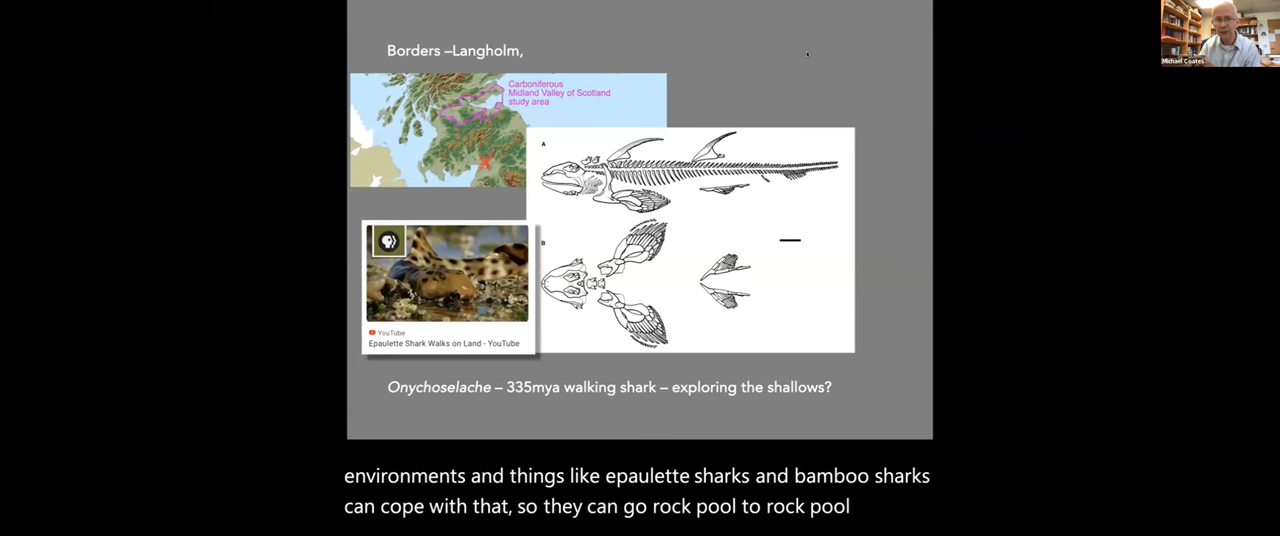 Borders –Langholm,
Carboniferous
Midland Valley of Scotland
study area
A
B
YouTube
Epaulette Shark Walks on Land - YouTube
Onychoselache – 335mya walking shark – exploring the shallows?
environments and things like epaulette sharks and bamboo sharks
can cope with that, so they can go rock pool to rock pool
Michael Coates